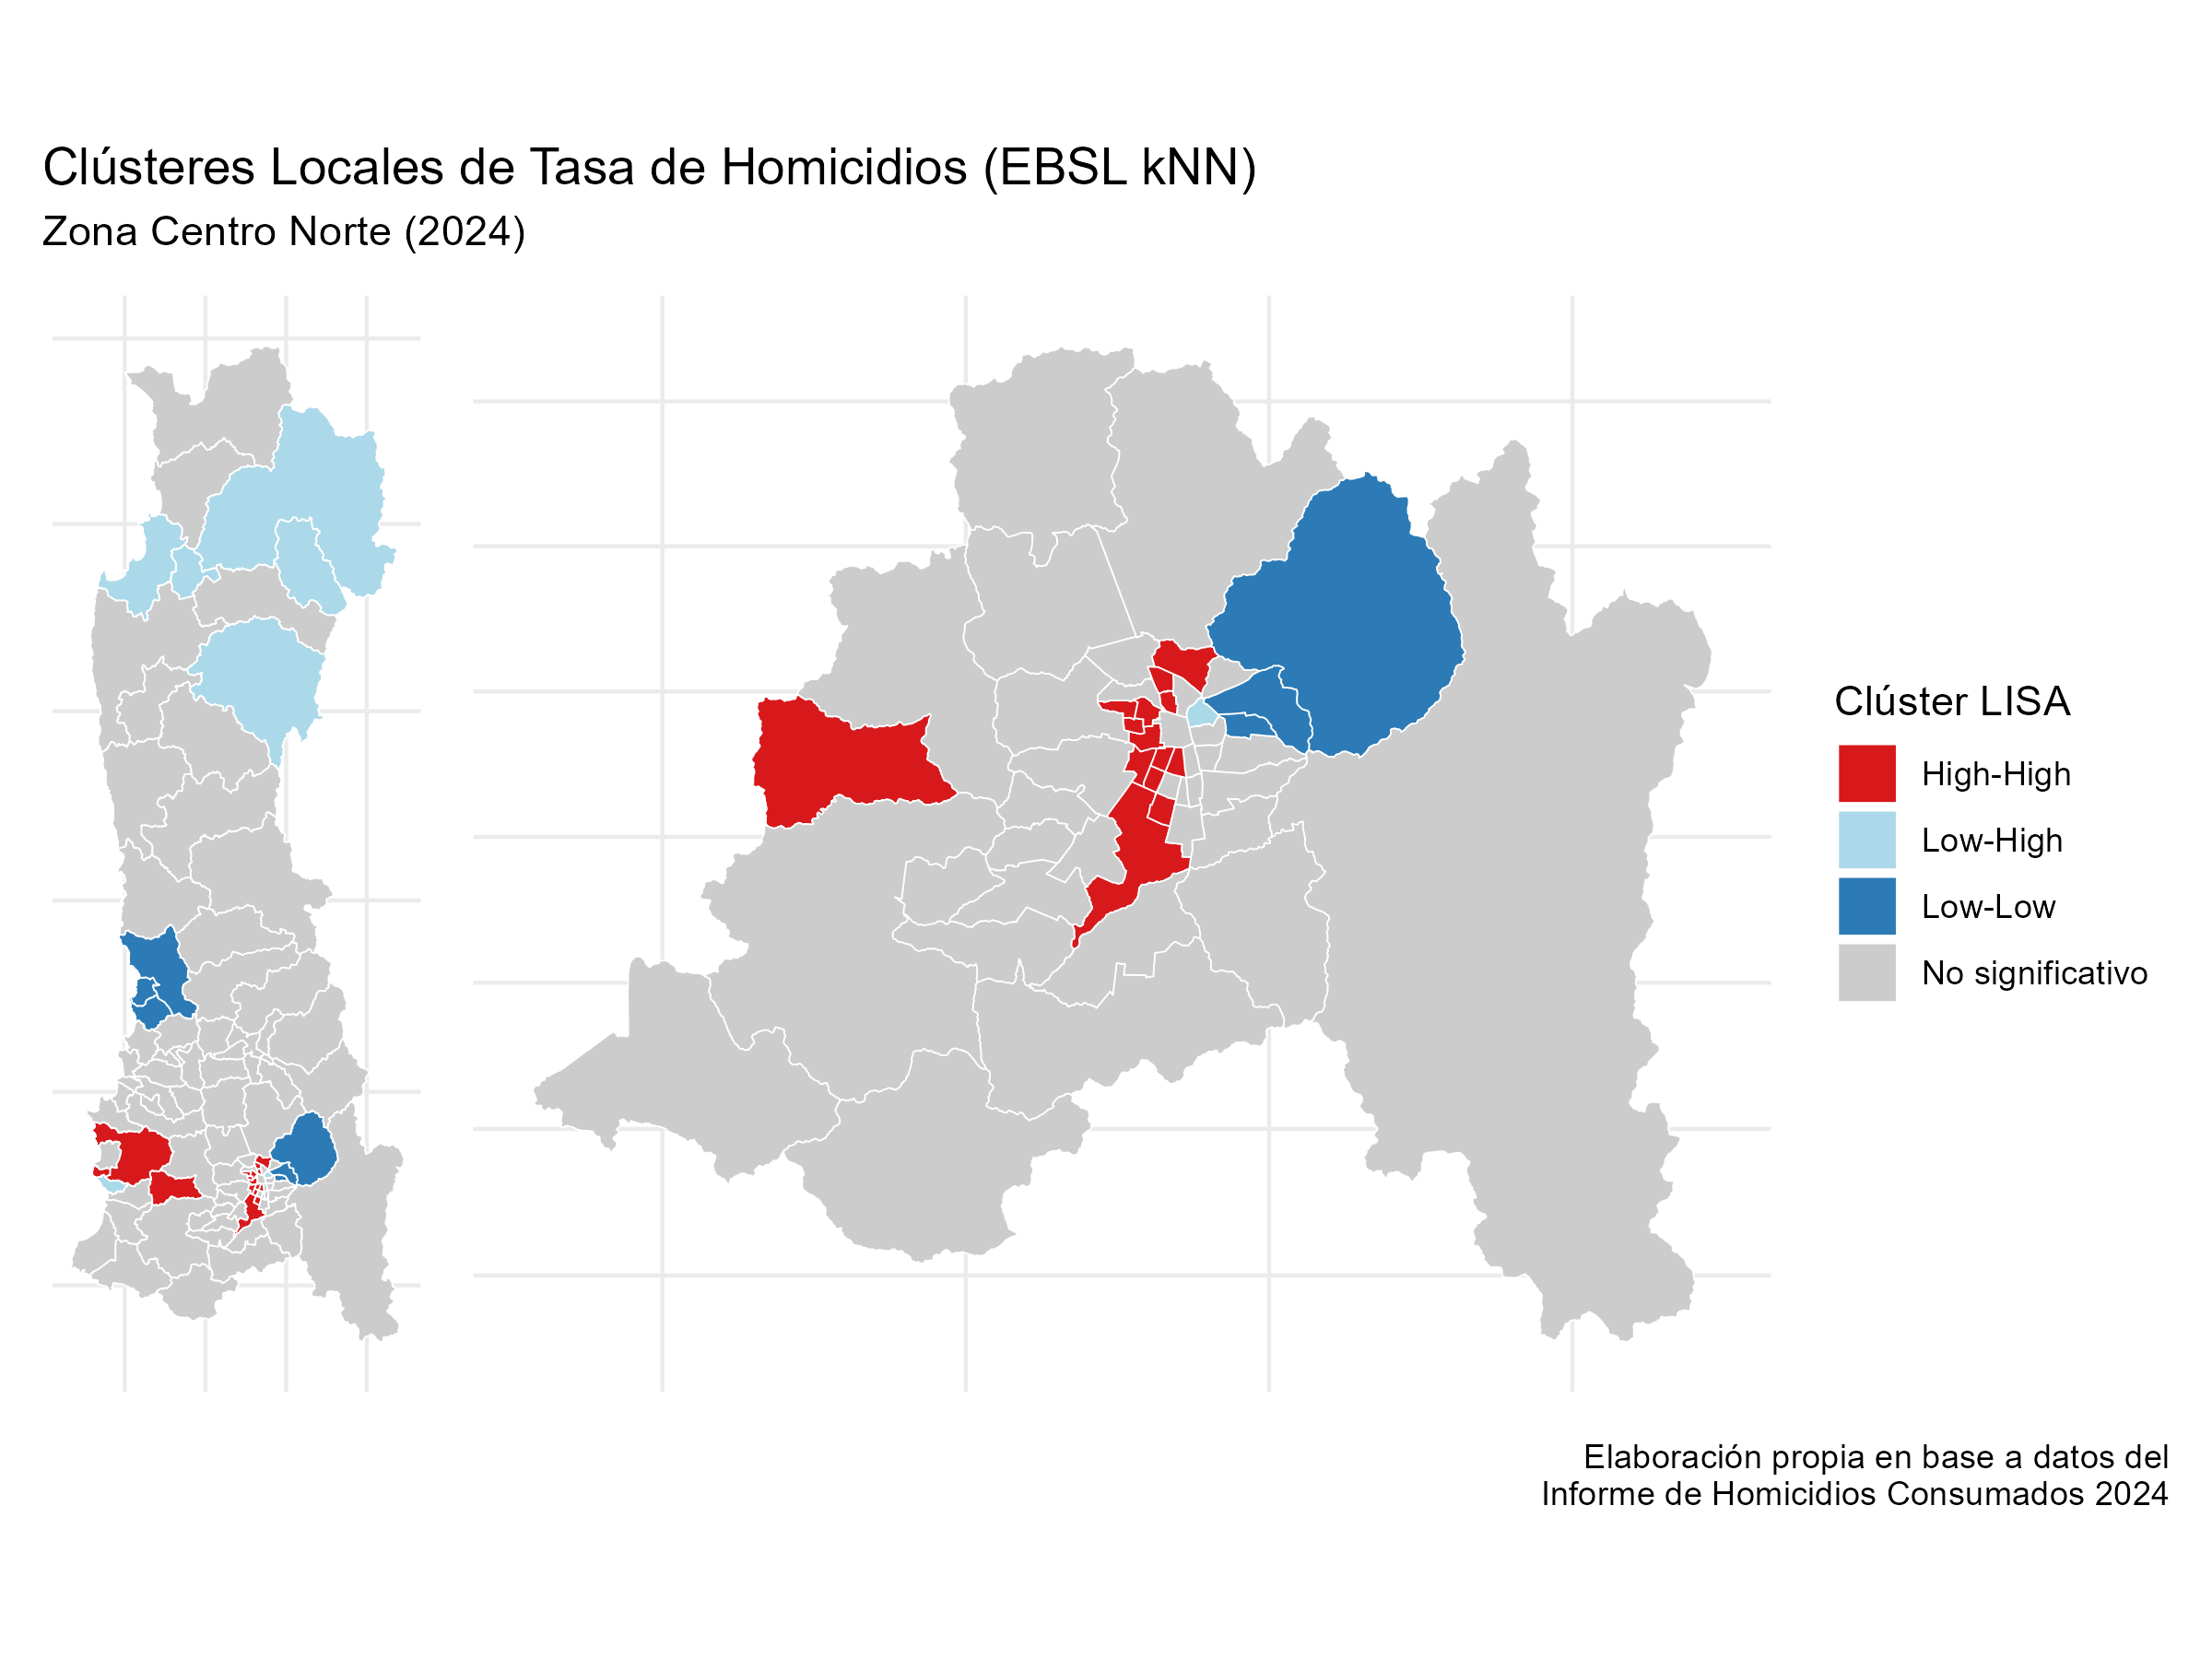 Clústeres Locales de Tasa de Homicidios (EBSL kNN)
Zona Centro Norte (2024)
Clúster LISA
High-High
Low-High
Low-Low
No significativo
Elaboración propia en base a datos del
Informe de Homicidios Consumados 2024